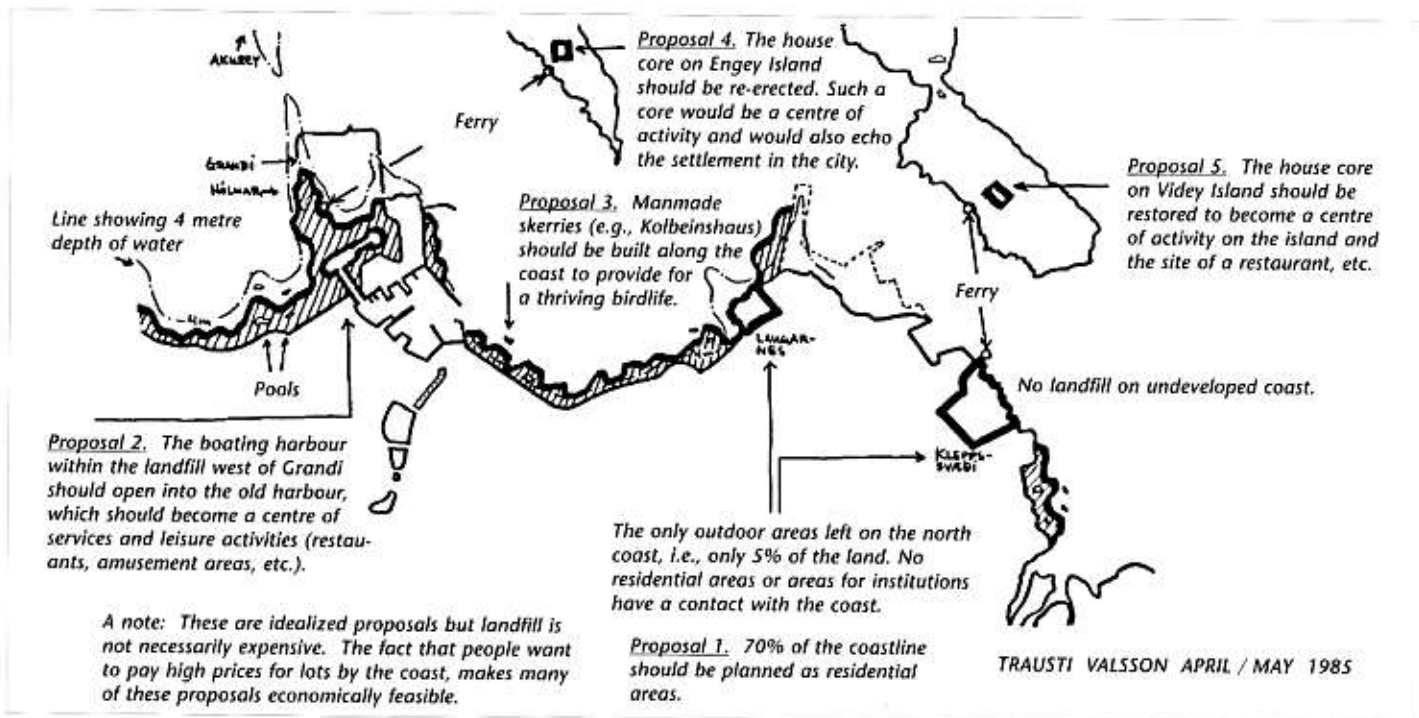 AKUREY
Ferry
GRANDI
HÓLMAR
Line showing 4 metre
depth of water
4m
Pools
Proposal 4. The house
core on Engey Island
should be re-erected. Such a
core would be a centre of
activity and would also echo
the settlement in the city.
Proposal 3. Manmade
skerries (e.g., Kolbeinshaus)
should be built along the
coast to provide for
a thriving birdlife.
Proposal 5. The house core
on Videy Island should be
restored to become a centre
of activity on the island and
the site of a restaurant, etc.
Ferry
LAUGAR-
NES
No landfill on undeveloped coast.
KLEPPS-
SVÆÐI
Proposal 2. The boating harbour
within the landfill west of Grandi
should open into the old harbour,
which should become a centre of
services and leisure activities (restau-
ants, amusement areas, etc.).
The only outdoor areas left on the north
coast, i.e., only 5% of the land. No
residential areas or areas for institutions
have a contact with the coast.
A note: These are idealized proposals but landfill is
not necessarily expensive. The fact that people want
to pay high prices for lots by the coast, makes many
of these proposals economically feasible.
Proposal 1. 70% of the coastline
should be planned as residential
areas.
TRAUSTI VALSSON APRIL / MAY 1985